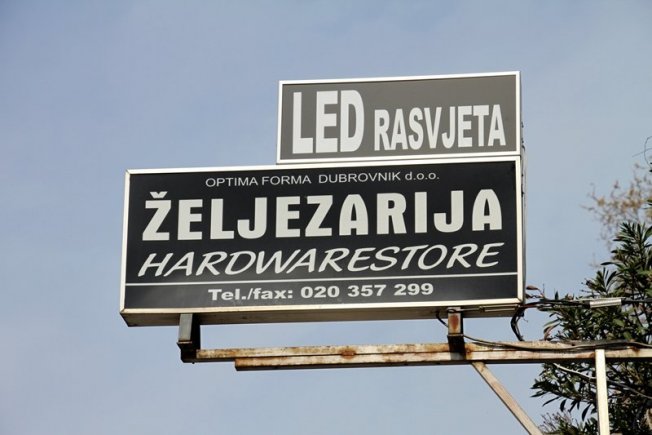 LED RASVJETA
OPTIMA FORMA DUBROVNIK d.o.o.
ŽELJEZARIJA
HARDWARESTORE
Tel./fax: 020 357 299